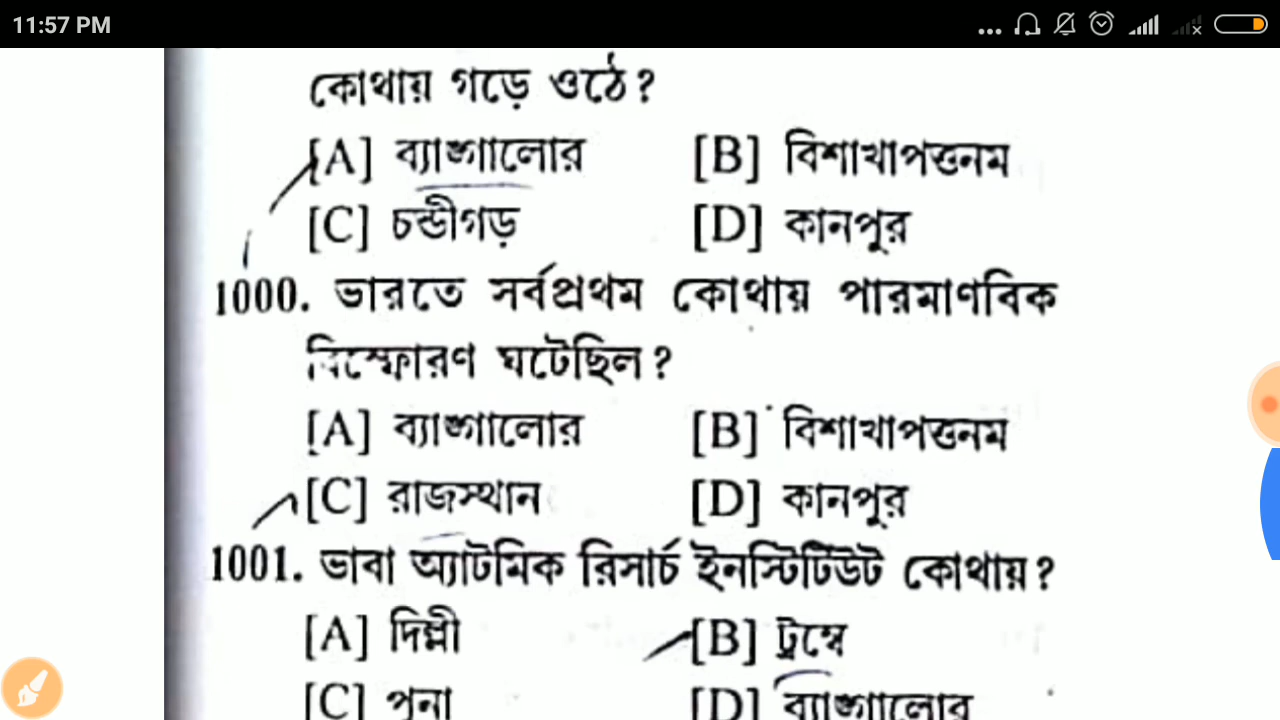 11:57 PM
কোথায় গড়ে ওঠে?
[A] ব্যাঙ্গালোর [B] বিশাখাপত্তনম
[C] চন্ডীগড় [D] কানপুর
1000. ভারতে সর্বপ্রথম কোথায় পারমাণবিক
বিস্ফোরণ ঘটেছিল?
[A] ব্যাঙ্গালোর [B] বিশাখাপত্তনম
[C] রাজস্থান [D] কানপুর
1001. ভাবা অ্যাটমিক রিসার্চ ইনস্টিটিউট কোথায়?
[A] দিল্লী [B] ট্রম্বে
[C] পুনা [D] ব্যাঙ্গালোর